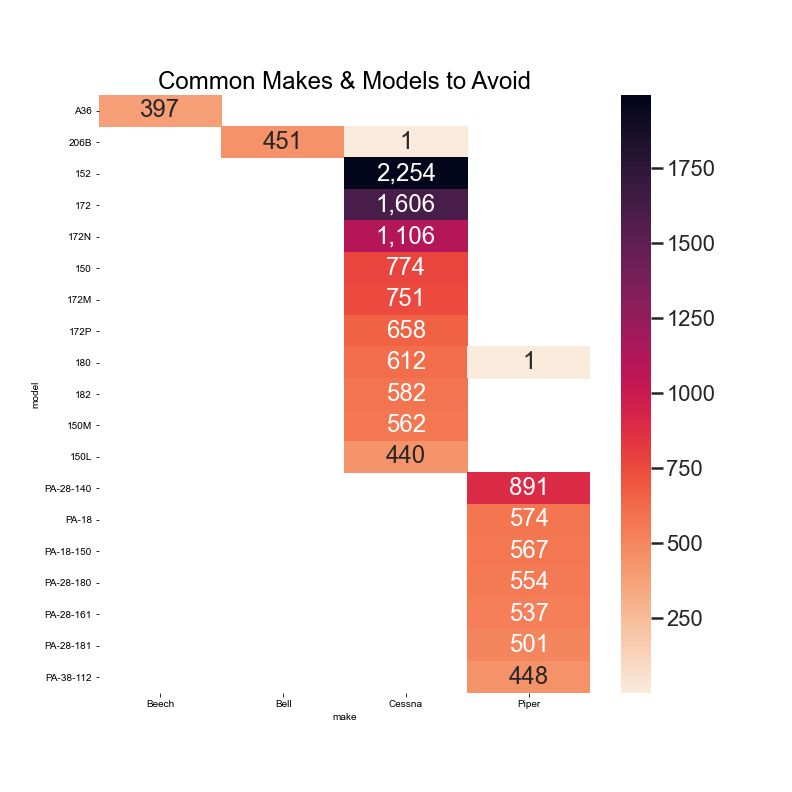 Common Makes & Models to Avoid
A36 397
206B 451 1
152 2,254
172 1,606
172N 1,106
150 774
172M 751
172P 658
180 612 1
182 582
150M 562
150L 440
PA-28-140 891
PA-18 574
PA-18-150 567
PA-28-180 554
PA-28-161 537
PA-28-181 501
PA-38-112 448
model
Beech Bell Cessna Piper
make
1750
1500
1250
1000
750
500
250